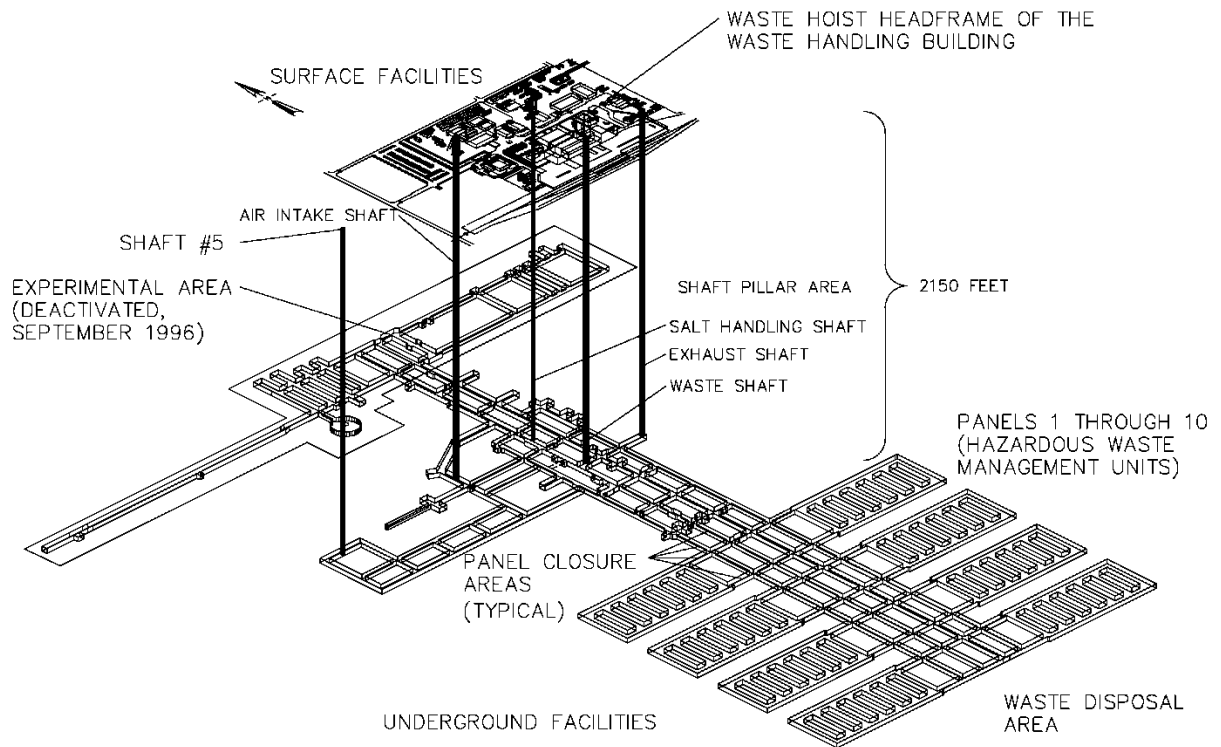 WASTE HOIST HEADFRAME OF THE
WASTE HANDLING BUILDING
SURFACE FACILITIES
AIR INTAKE SHAFT
SHAFT #5
EXPERIMENTAL AREA
(DEACTIVATED,
SEPTEMBER 1996)
SHAFT PILLAR AREA
2150 FEET
SALT HANDLING SHAFT
EXHAUST SHAFT
WASTE SHAFT
PANELS 1 THROUGH 10
(HAZARDOUS WASTE
MANAGEMENT UNITS)
PANEL CLOSURE
AREAS
(TYPICAL)
WASTE DISPOSAL
AREA
UNDERGROUND FACILITIES